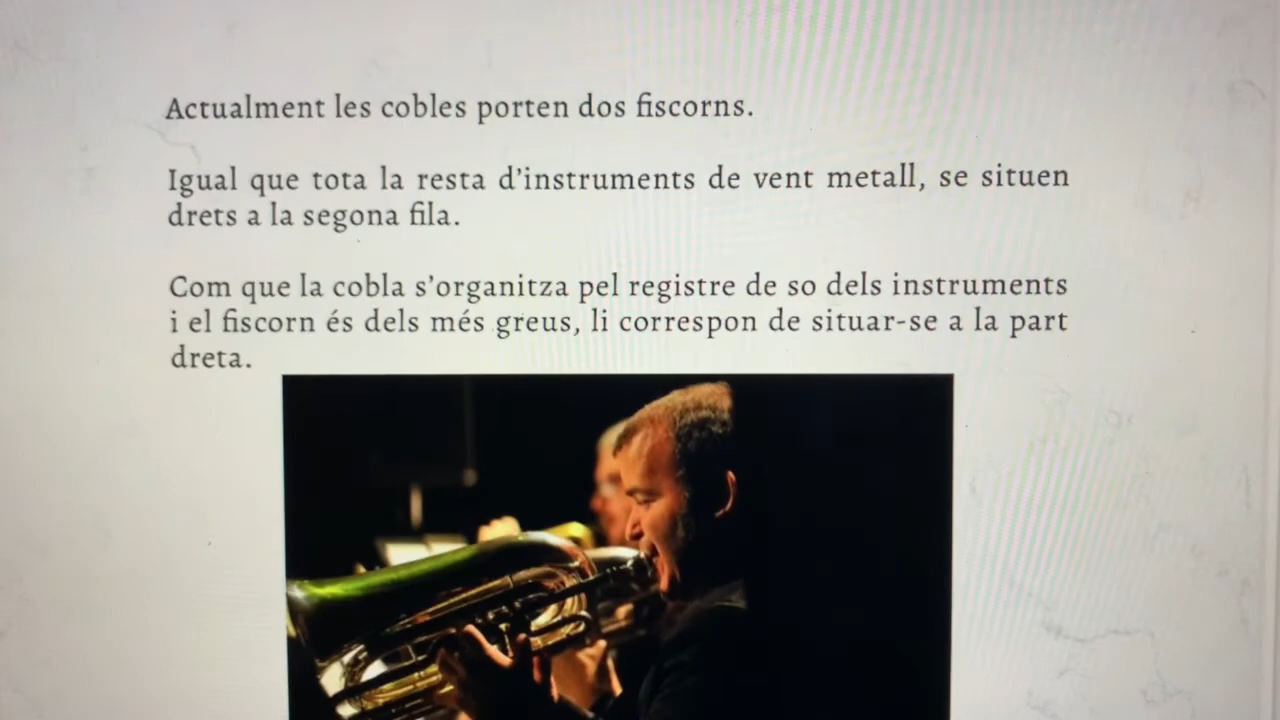 Actualment les cobles porten dos fiscorns.
Igual que tota la resta d'instruments de vent metall, se situen
drets a la segona fila.
Com que la cobla s'organitza pel registre de so dels instruments
i el fiscorn és dels més greus, li correspon de situar-se a la part
dreta.